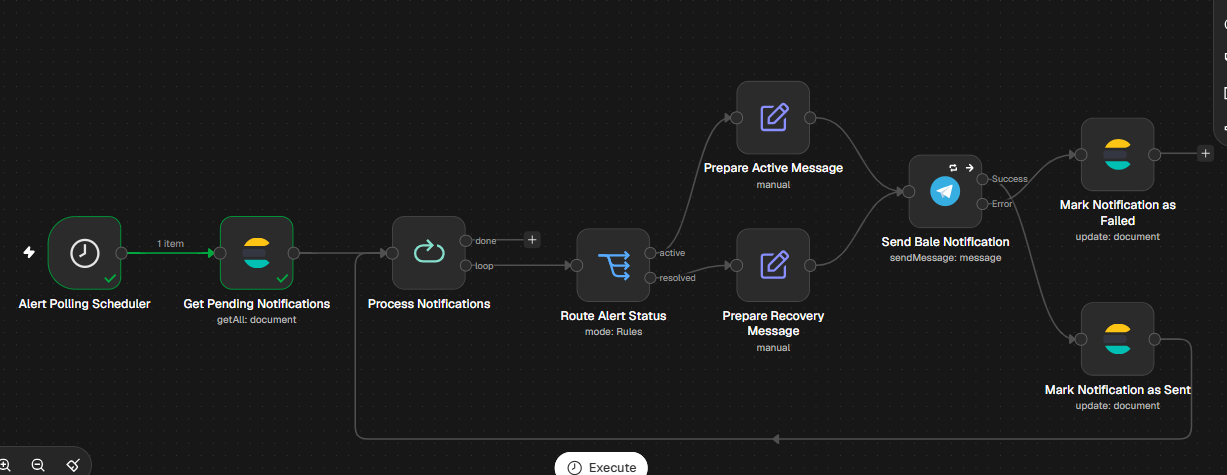 Prepare Active Message
manual
Success
Error
Mark Notification as
Failed
update: document
Send Bale Notification
sendMessage: message
1 item
done
loop
active
resolved
Alert Polling Scheduler
Get Pending Notifications
getAll: document
Process Notifications
Route Alert Status
mode: Rules
Prepare Recovery
Message
manual
Mark Notification as Sent
update: document
Execute